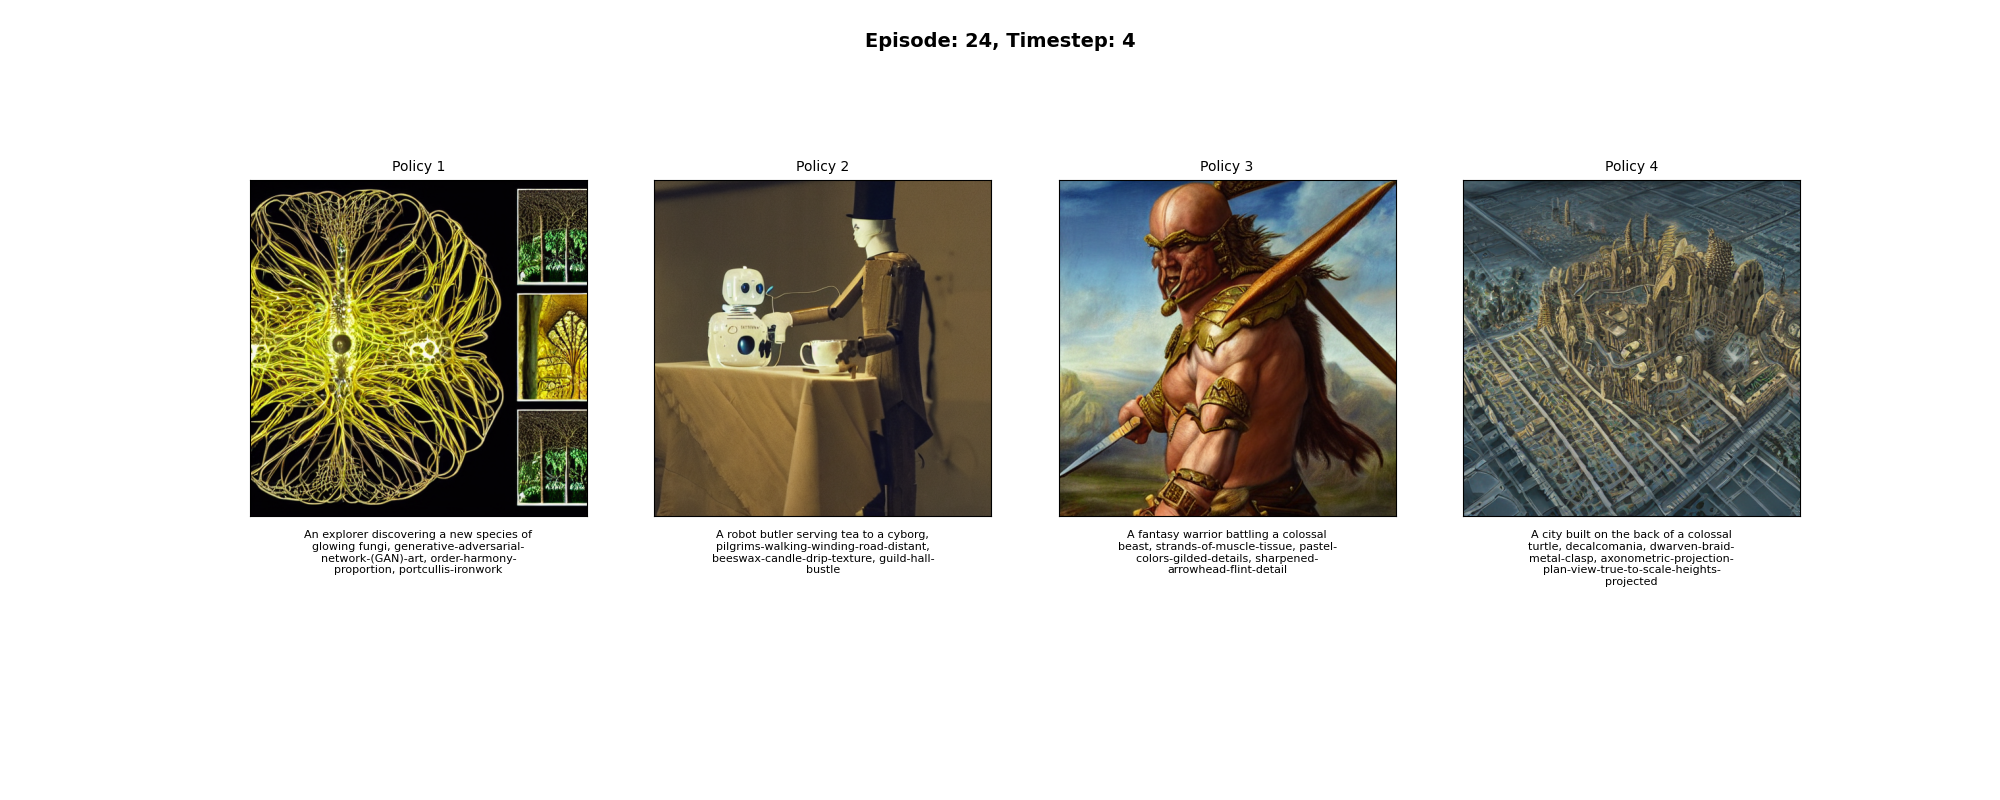 Episode: 24, Timestep: 4
Policy 1
An explorer discovering a new species of
glowing fungi, generative-adversarial-
network-(GAN)-art, order-harmony-
proportion, portcullis-ironwork
Policy 2
A robot butler serving tea to a cyborg,
pilgrims-walking-winding-road-distant,
beeswax-candle-drip-texture, guild-hall-
bustle
Policy 3
A fantasy warrior battling a colossal
beast, strands-of-muscle-tissue, pastel-
colors-gilded-details, sharpened-
arrowhead-flint-detail
Policy 4
A city built on the back of a colossal
turtle, decalcomania, dwarven-braid-
metal-clasp, axonometric-projection-
plan-view-true-to-scale-heights-
projected